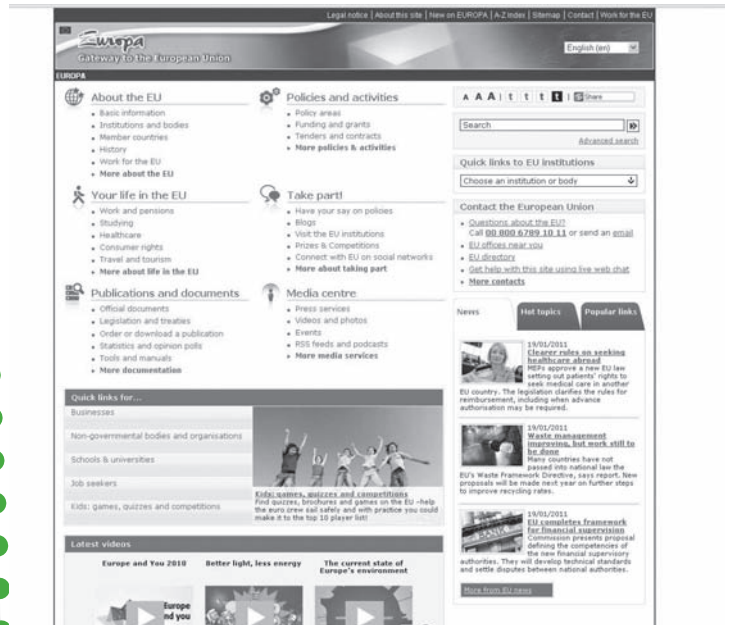 Legal notice | About this site | New on EUROPA | A-Z Index | Sitemap | Contact | Work for the EU
Europa
Gateway to the European Union
English (en)
EUROPA
About the EU
Basic information
Institutions and bodies
Member countries
History
Work for the EU
More about the EU
Policies and activities
Policy areas
Funding and grants
Tenders and contracts
More policies & activities
Your life in the EU
Work and pensions
Studying
Healthcare
Consumer rights
Travel and tourism
More about life in the EU
Take part!
Have your say on policies
Blogs
Visit the EU institutions
Prizes & Competitions
Connect with EU on social networks
More about taking part
Publications and documents
Official documents
Legislation and treaties
Order or download a publication
Statistics and opinion polls
Tools and manuals
More documentation
Media centre
Press services
Videos and photos
Events
RSS feeds and podcasts
More media services
Quick links for...
Businesses
Non-governmental bodies and organisations
Schools & universities
Job seekers
Kids: games, quizzes and competitions
Kids: games, quizzes and competitions
Find quizzes, brochures and games on the EU -help
the euro.crew sail safely and with practice you could
make it to the top 10 player list!
Latest videos
Europe and You 2010
Better light, less energy
The current state of
Europe's environment
Europe
nd you
A A A | t t t t | Share
Search
Advanced search
Quick links to EU institutions
Choose an institution or body
Contact the European Union
Questions about the EU?
Call 00 800 6789 10 11 or send an email
EU offices near you
EU directory
Get help with this site using live web chat
More contacts
News
Hot topics
Popular links
19/01/2011
Clearer rules on seeking
healthcare abroad
MEPs approve a new EU law
setting out patients' rights to
seek medical care in another
EU country. The legislation clarifies the rules for
reimbursement, including when advance
authorisation may be required.
19/01/2011
Waste management
improving, but work still to
be done
Many countries have not
passed into national law the
EU's Waste Framework Directive, says report. New
proposals will be made next year on further steps
to improve recycling rates.
19/01/2011
EU completes framework
for financial supervision
Commission presents proposal
defining the competencies of
the new financial supervisory
authorities. They will develop technical standards
and settle disputes between national authorities.
More from EU news
BANK